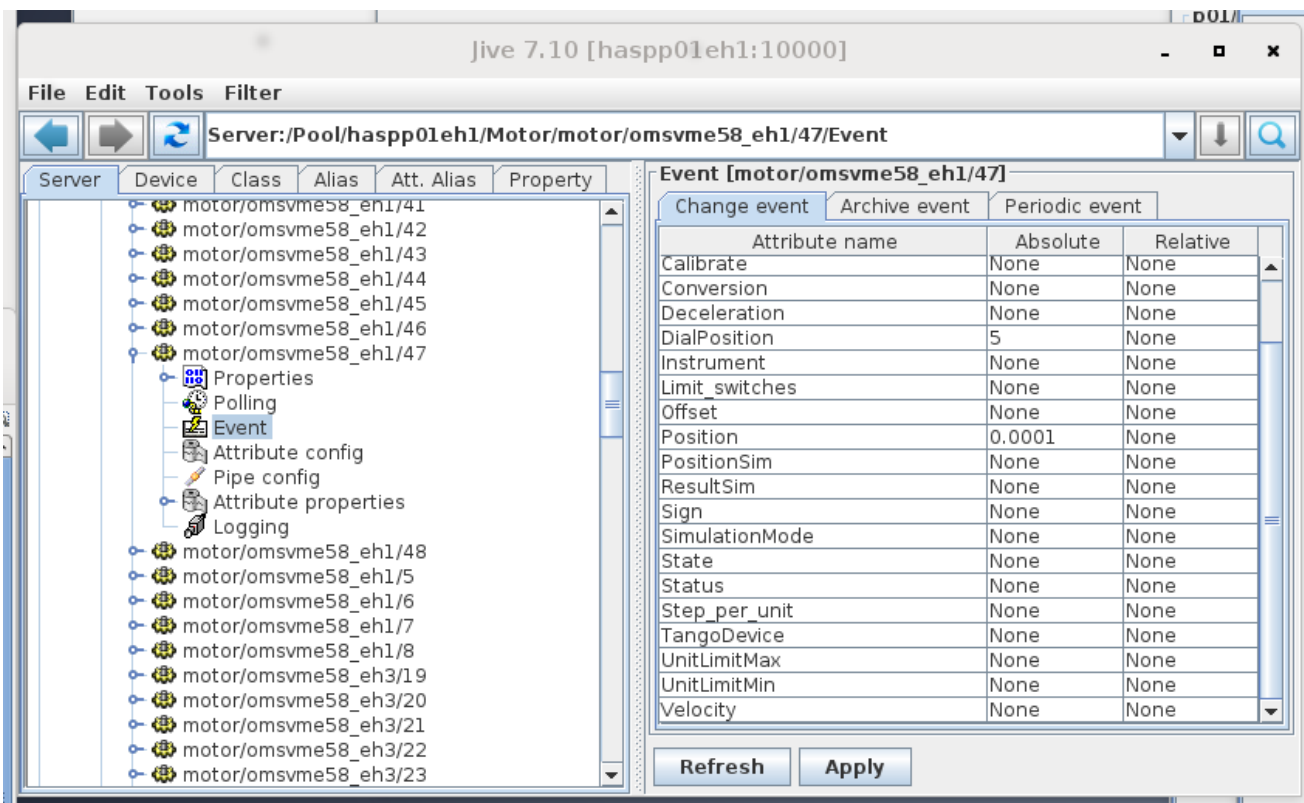 p01/
Jive 7.10 [haspp01eh1:10000]
File Edit Tools Filter
Server:/Pool/haspp01eh1/Motor/motor/omsvme58_eh1/47/Event
Server Device Class Alias Att. Alias Property
motor/omsvme58_eh1/41
motor/omsvme58_eh1/42
motor/omsvme58_eh1/43
motor/omsvme58_eh1/44
motor/omsvme58_eh1/45
motor/omsvme58_eh1/46
motor/omsvme58_eh1/47
Properties
Polling
Event
Attribute config
Pipe config
Attribute properties
Logging
motor/omsvme58_eh1/48
motor/omsvme58_eh1/5
motor/omsvme58_eh1/6
motor/omsvme58_eh1/7
motor/omsvme58_eh1/8
motor/omsvme58_eh3/19
motor/omsvme58_eh3/20
motor/omsvme58_eh3/21
motor/omsvme58_eh3/22
motor/omsvme58_eh3/23
Event [motor/omsvme58_eh1/47]
Change event Archive event Periodic event
Attribute name Absolute Relative
Calibrate None None
Conversion None None
Deceleration None None
DialPosition 5 None
Instrument None None
Limit_switches None None
Offset None None
Position 0.0001 None
PositionSim None None
ResultSim None None
Sign None None
SimulationMode None None
State None None
Status None None
Step_per_unit None None
TangoDevice None None
UnitLimitMax None None
UnitLimitMin None None
Velocity None None
Refresh Apply